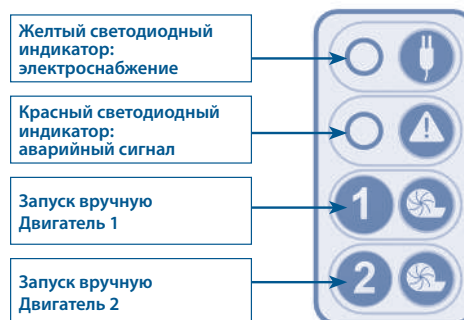 Желтый светодиодный
индикатор:
электроснабжение
Красный светодиодный
индикатор:
аварийный сигнал
Запуск вручную
Двигатель 1
1
Запуск вручную
Двигатель 2
2